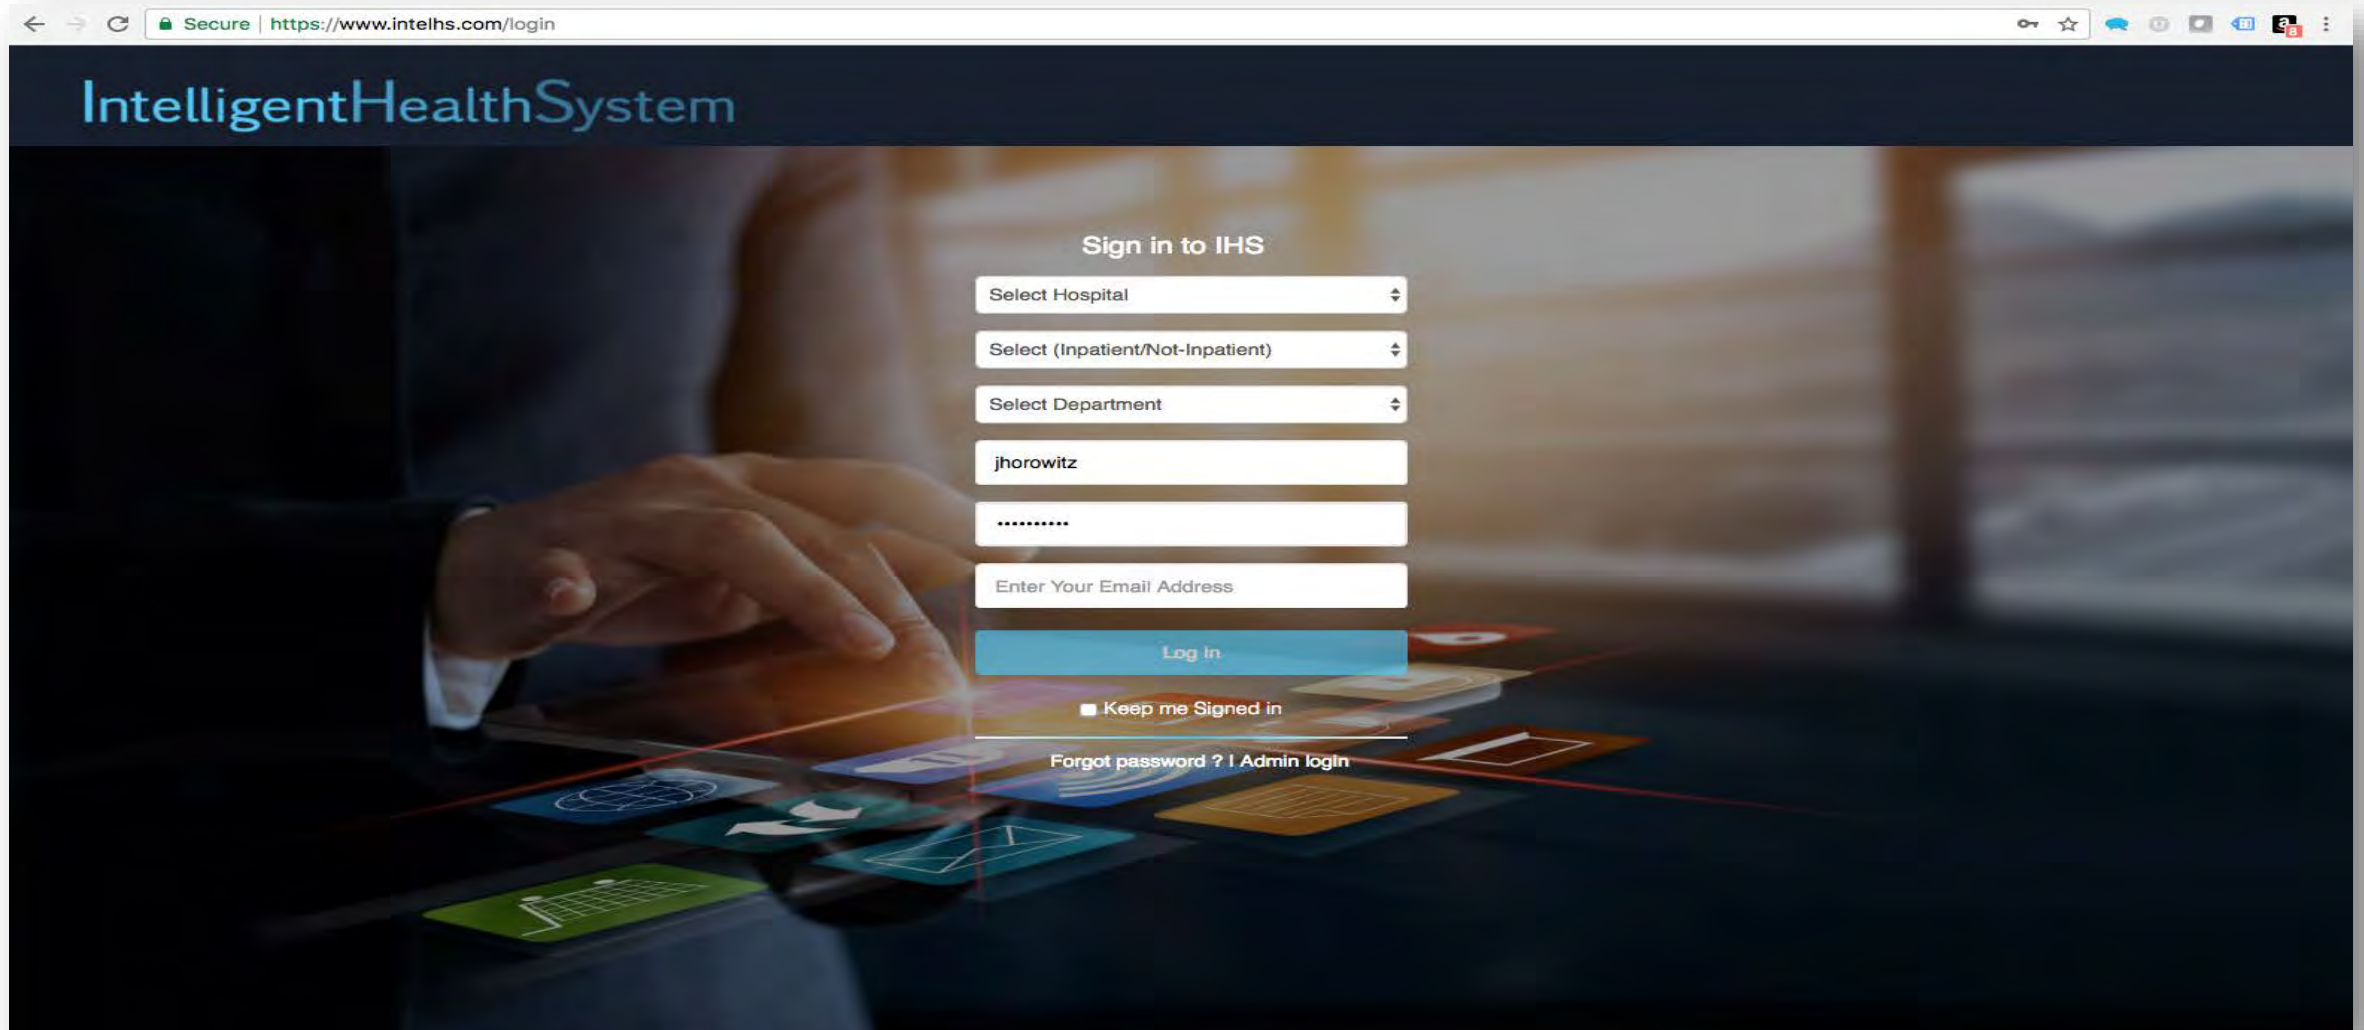 Secure | https://www.intelhs.com/login
IntelligentHealthSystem
Sign in to IHS
Select Hospital
Select (Inpatient/Not-Inpatient)
Select Department
jhorowitz
••••••••••
Enter Your Email Address
Log In
Keep me Signed in
Forgot password ? | Admin login